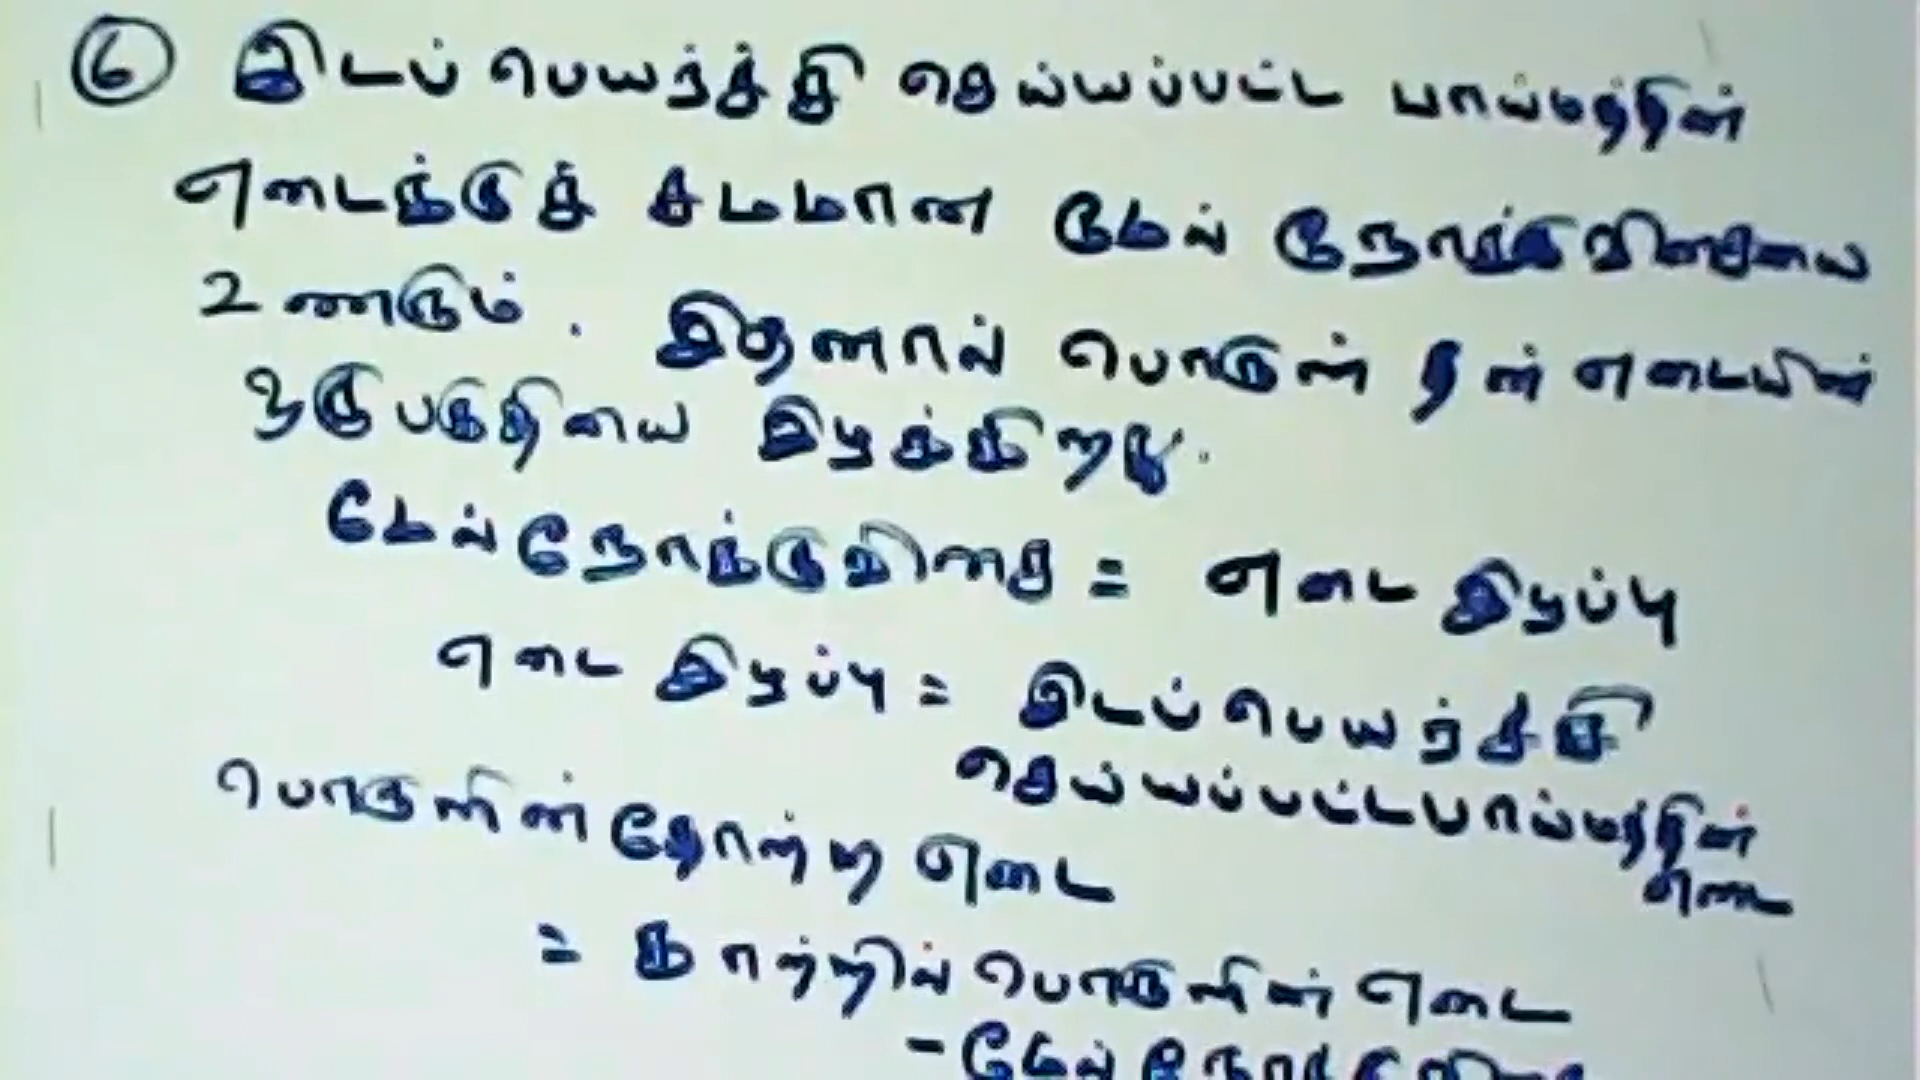 6 இடப்பெயர்ச்சி செய்யப்பட்ட பாய்மத்தின்
எடைக்குச் சமமான மேல் நோக்குவிசையை
உணரும். இதனால் பொருள் தன் எடையின்
ஒரு பகுதியை இழக்கிறது.
மேல்நோக்குவிசை = எடை இழப்பு
எடை இழப்பு = இடப்பெயர்ச்சி
செய்யப்பட்ட பாய்மத்தின்
எடை
பொருளின் தோற்ற எடை
= காற்றில் பொருளின் எடை
- மேல் நோக்கு விசை